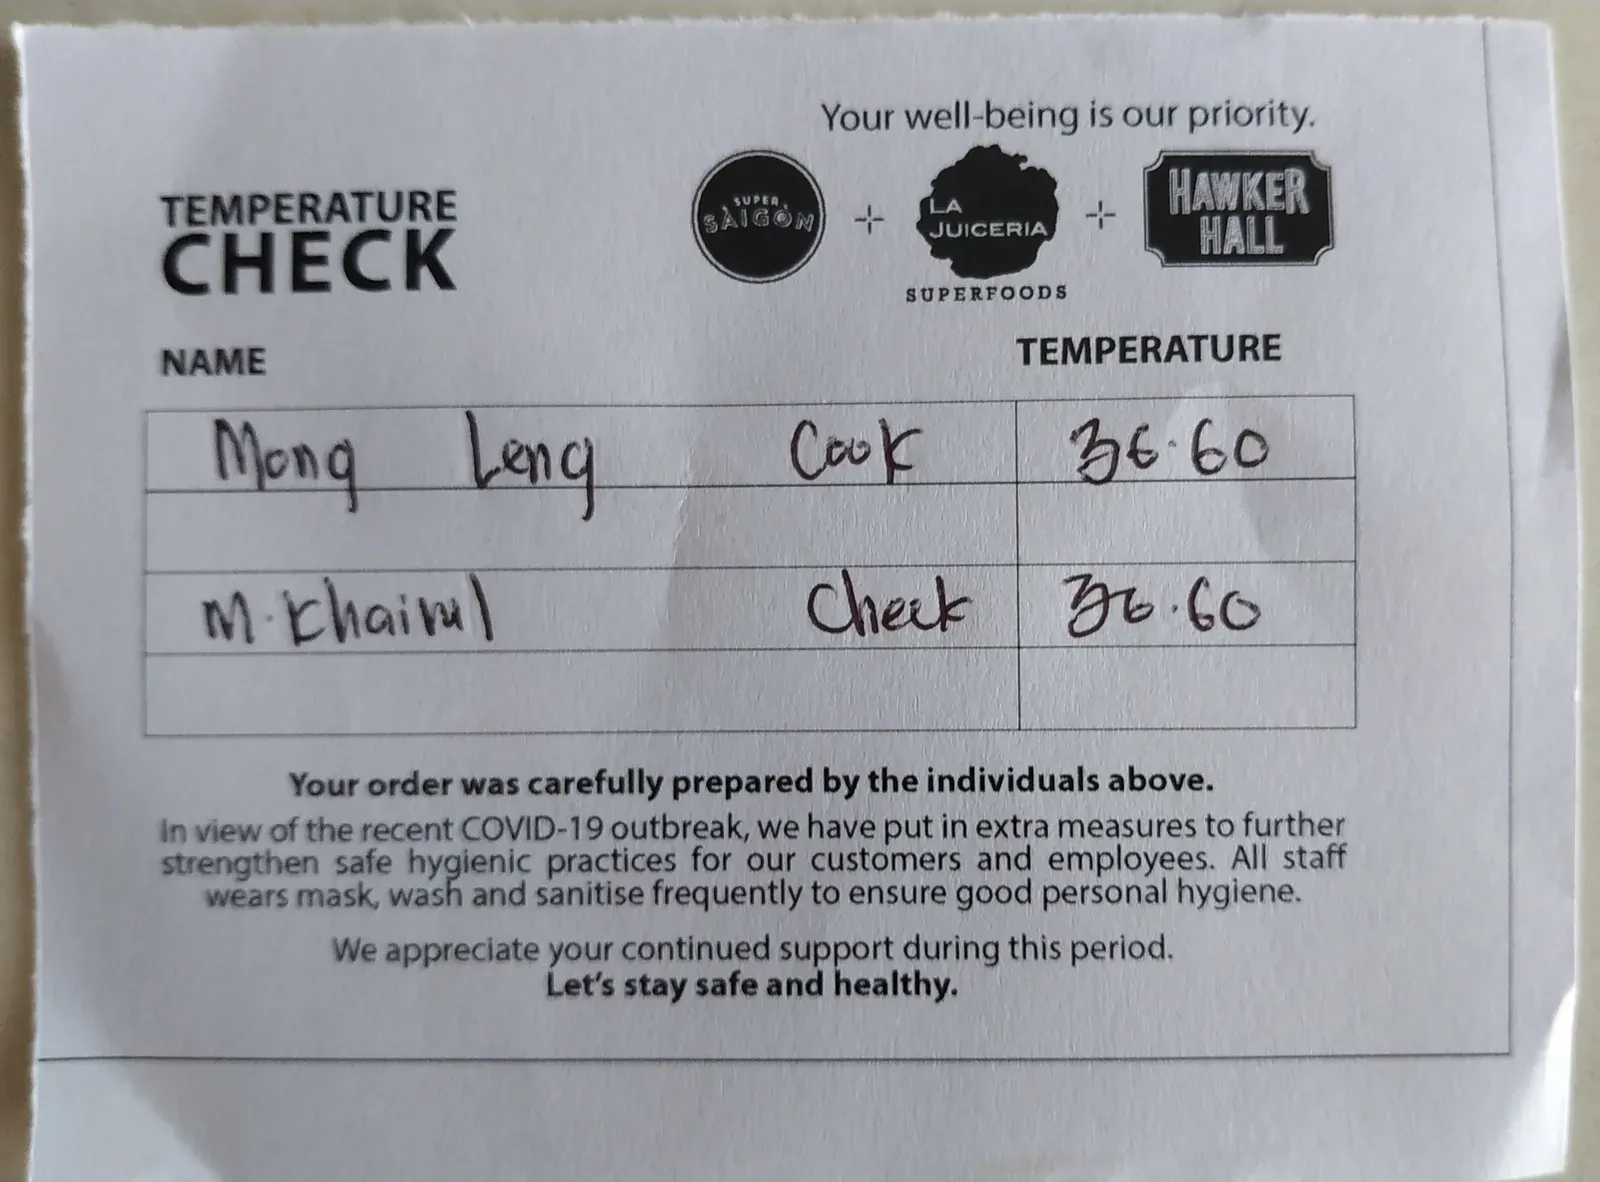 Your well-being is our priority.
TEMPERATURE
CHECK
SUPER
SÀIGÒN
+
LA
JUICERIA
SUPERFOODS
+
HAWKER
HALL
NAME TEMPERATURE
Mong Leng Cook 36.60
M. Khairul Check 36.60
Your order was carefully prepared by the individuals above.
In view of the recent COVID-19 outbreak, we have put in extra measures to further
strengthen safe hygienic practices for our customers and employees. All staff
wears mask, wash and sanitise frequently to ensure good personal hygiene.
We appreciate your continued support during this period.
Let's stay safe and healthy.